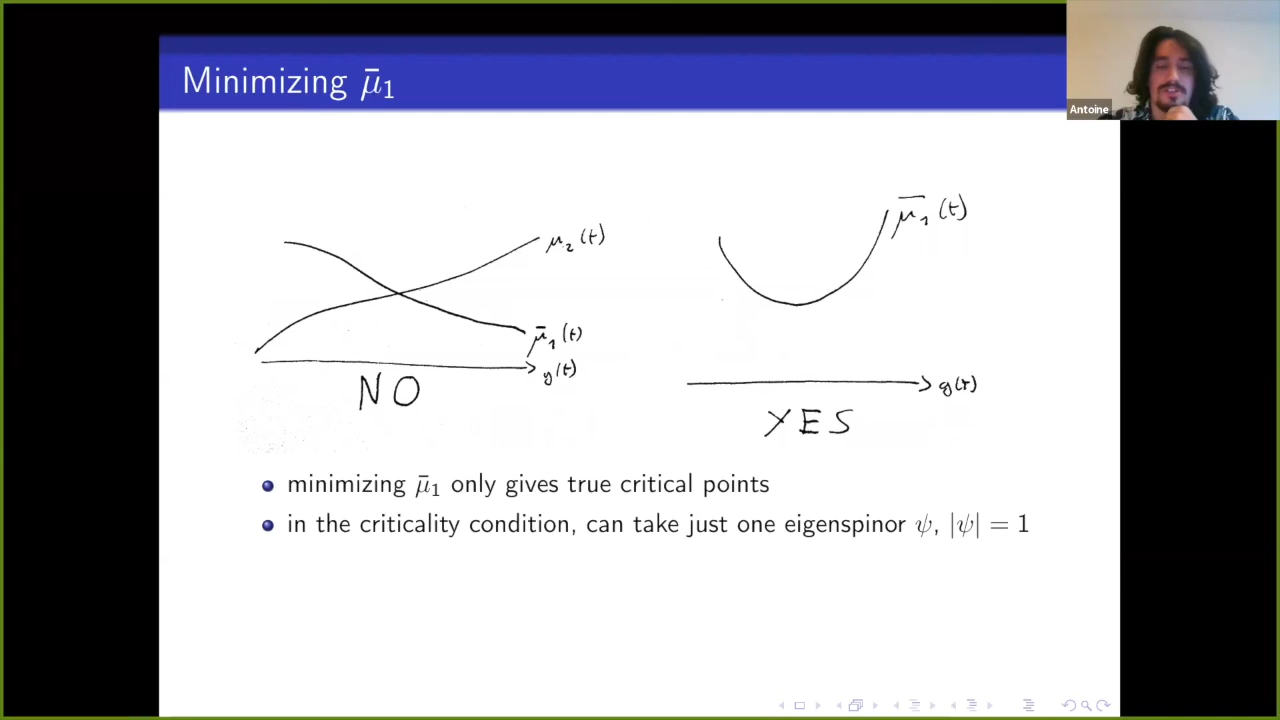 Minimizing μ̄₁
Antoine
μ̄₁(t)
μ₂(t)
μ̄₁(t)
g(t)
g(t)
NO
YES
minimizing μ̄₁ only gives true critical points
in the criticality condition, can take just one eigenspinor ψ, |ψ| = 1